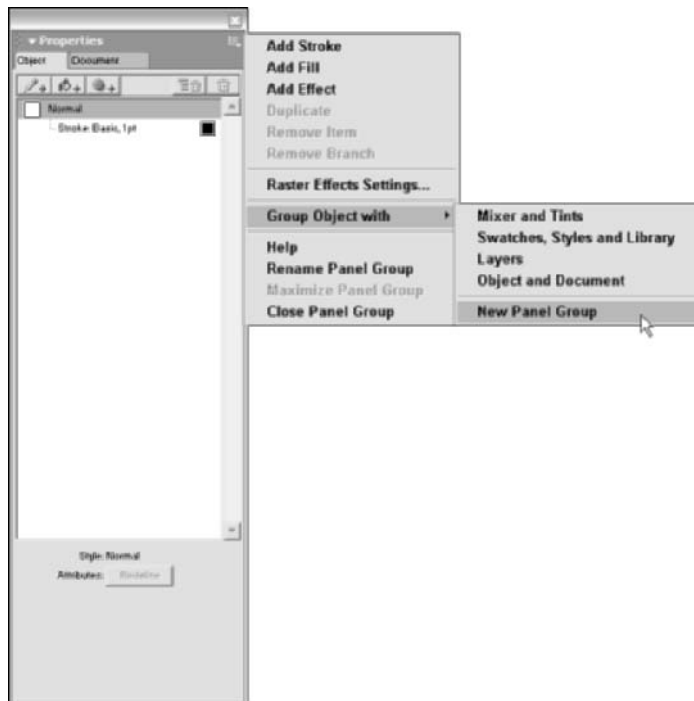 Properties
Object Document
Normal
Stroke: Basic, 1pt
Style: Normal
Attributes: Redefine
Add Stroke
Add Fill
Add Effect
Duplicate
Remove Item
Remove Branch
Raster Effects Settings...
Group Object with
Help
Rename Panel Group
Maximize Panel Group
Close Panel Group
Mixer and Tints
Swatches, Styles and Library
Layers
Object and Document
New Panel Group